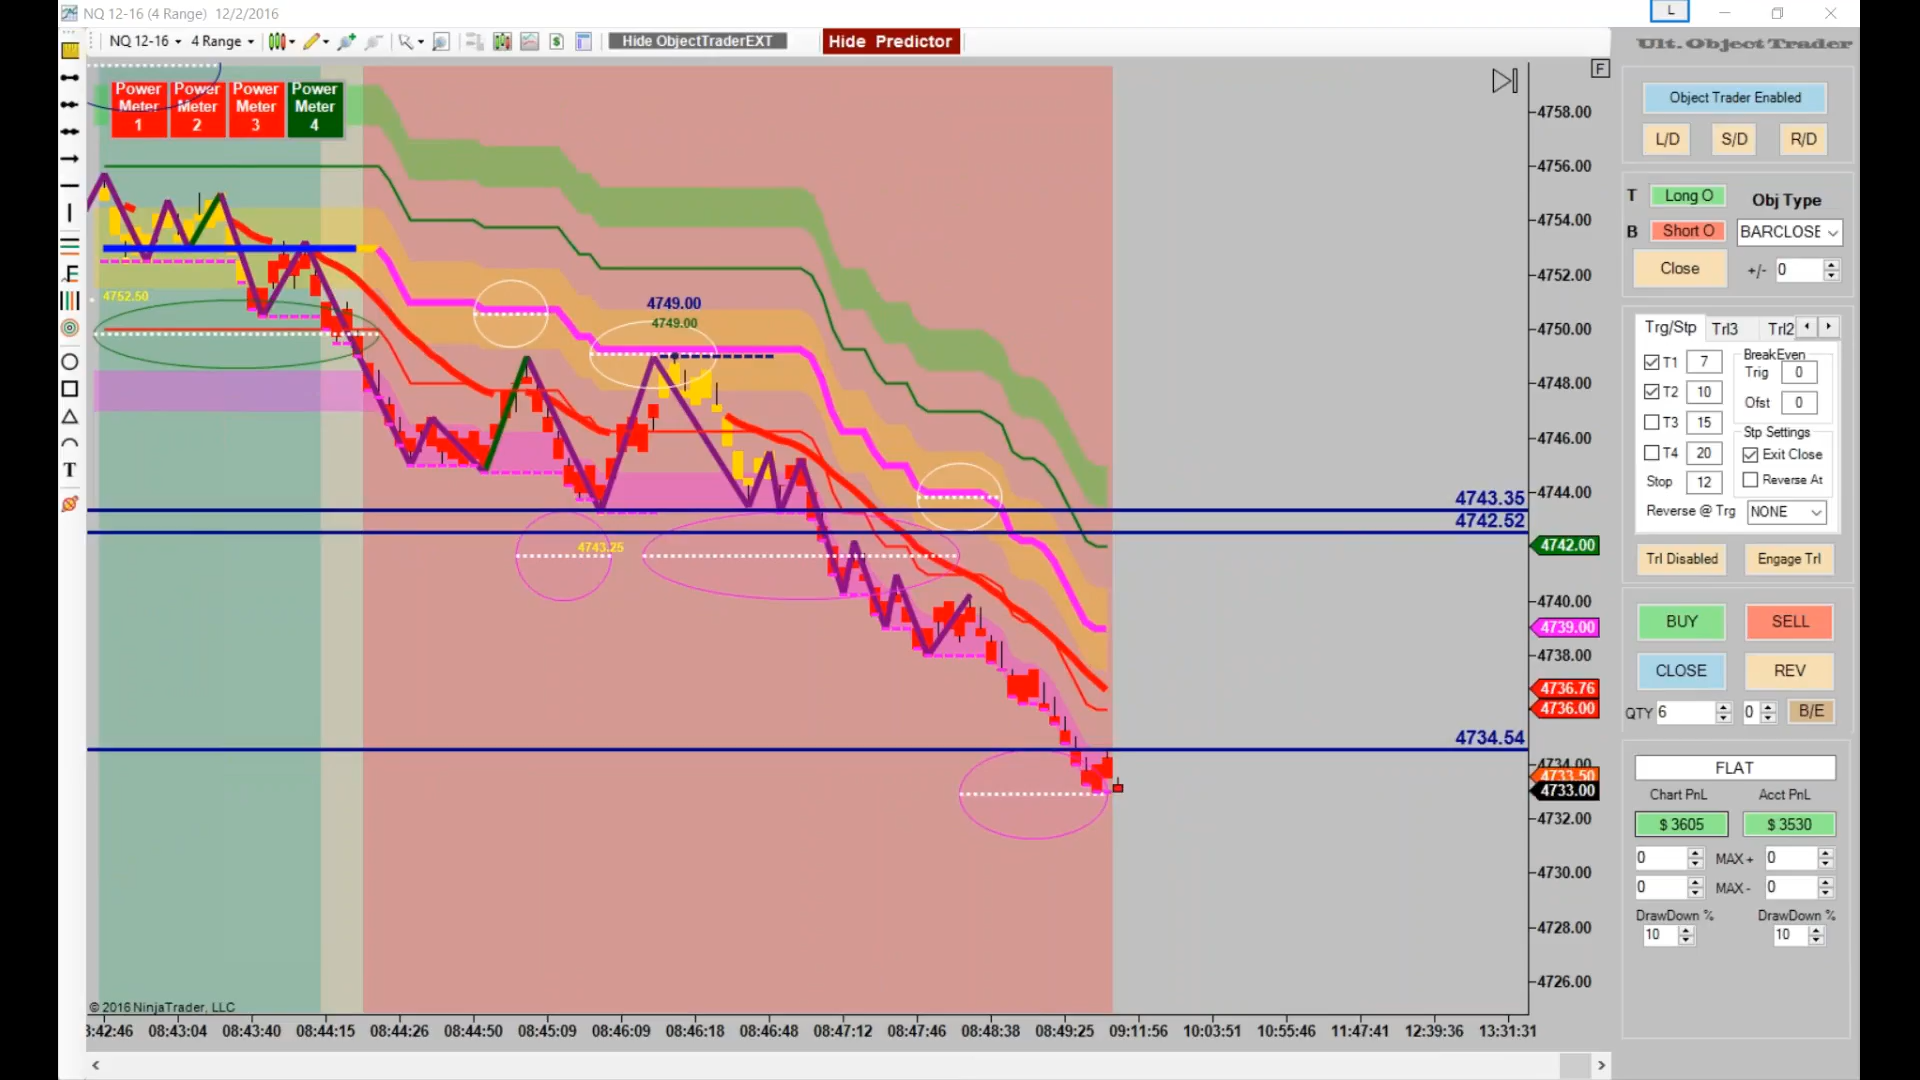 NQ 12-16 (4 Range)  12/2/2016
L
NQ 12-16
4 Range
Hide ObjectTraderEXT
Hide Predictor
Ult. Object Trader
F
Power Meter 1
Power Meter 2
Power Meter 3
Power Meter 4
4752.50
4749.00
4749.00
4743.25
4743.35
4742.52
4734.54
4758.00
4756.00
4754.00
4752.00
4750.00
4748.00
4746.00
4744.00
4742.00
4740.00
4739.00
4738.00
4736.76
4736.00
4734.00
4733.50
4733.00
4732.00
4730.00
4728.00
4726.00
T
© 2016 NinjaTrader, LLC
8:42:46 08:43:04 08:43:40 08:44:15 08:44:26 08:44:50 08:45:09 08:46:09 08:46:18 08:46:48 08:47:12 08:47:46 08:48:38 08:49:25 09:11:56 10:03:51 10:55:46 11:47:41 12:39:36 13:31:31
Object Trader Enabled
L/D S/D R/D
T Long O Obj Type
B Short O BARCLOSE
Close +/- 0
Trg/Stp Trl3 Trl2
T1 7
T2 10
T3 15
T4 20
Stop 12
BreakEven
Trig 0
Ofst 0
Stp Settings
Exit Close
Reverse At
Reverse @ Trg NONE
Trl Disabled Engage Trl
BUY SELL
CLOSE REV
QTY 6 0 B/E
FLAT
Chart PnL Acct PnL
$ 3605 $ 3530
0 MAX + 0
0 MAX - 0
DrawDown % DrawDown %
10 10